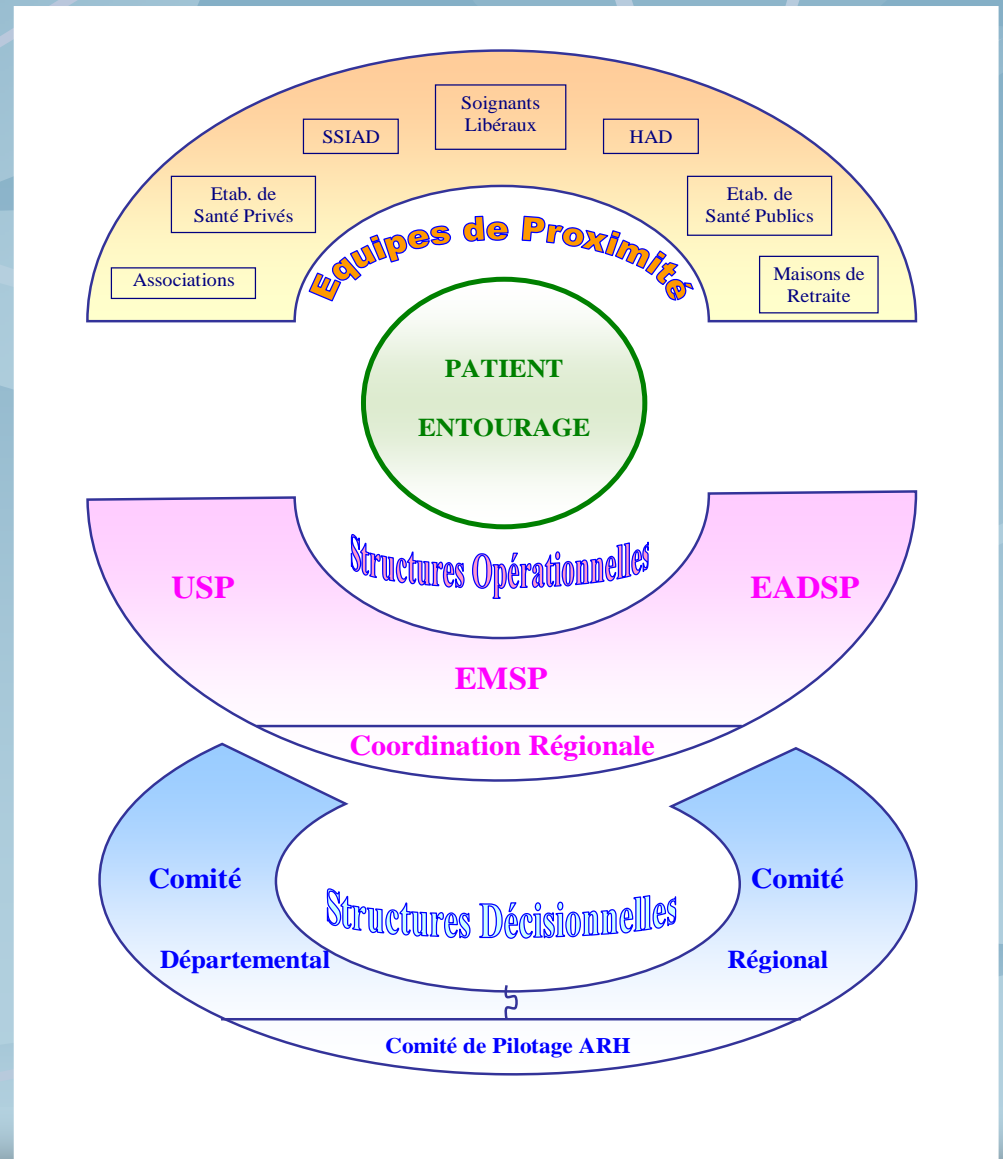 Soignants
Libéraux
SSIAD
HAD
Etab. de
Santé Privés
Etab. de
Santé Publics
Equipes de Proximité
Associations
Maisons de
Retraite
PATIENT
ENTOURAGE
Structures Opérationnelles
USP
EADSP
EMSP
Coordination Régionale
Comité
Départemental
Comité
Régional
Structures Décisionnelles
Comité de Pilotage ARH